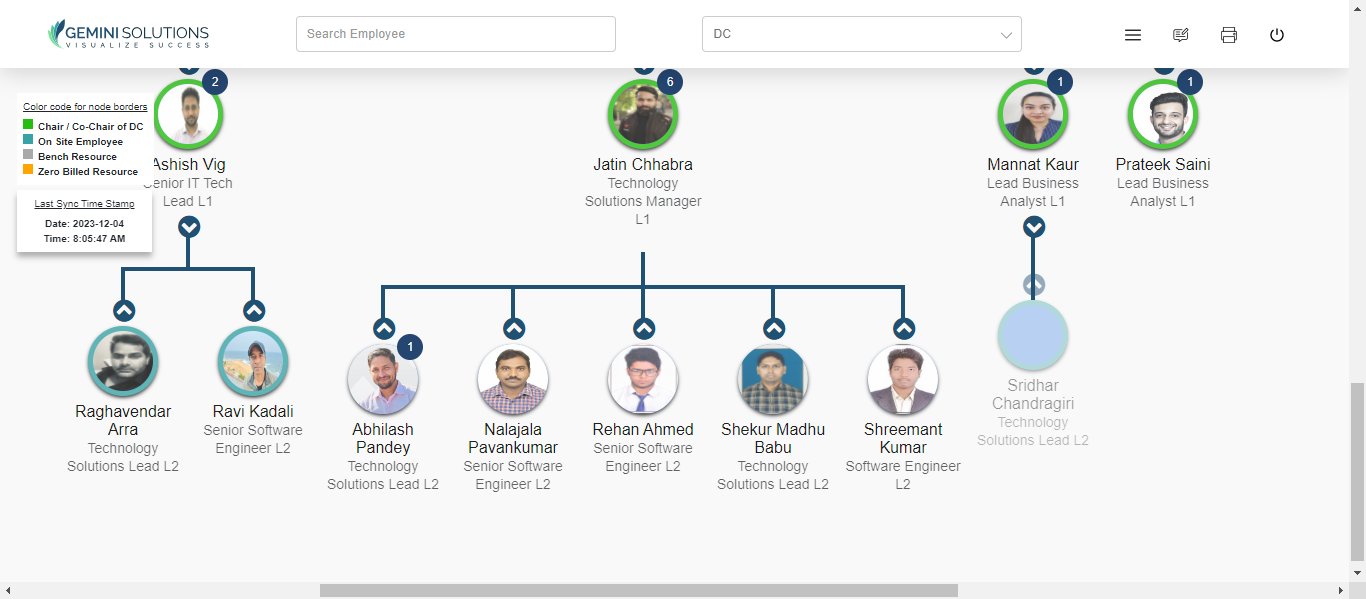 GEMINI SOLUTIONS
VISUALIZE SUCCESS
Search Employee
DC
2
6
1
1
Color code for node borders
Chair / Co-Chair of DC
On Site Employee
Bench Resource
Zero Billed Resource
Last Sync Time Stamp
Date: 2023-12-04
Time: 8:05:47 AM
Ashish Vig
Senior IT Tech
Lead L1
Jatin Chhabra
Technology
Solutions Manager
L1
Mannat Kaur
Lead Business
Analyst L1
Prateek Saini
Lead Business
Analyst L1
Raghavendar
Arra
Technology
Solutions Lead L2
Ravi Kadali
Senior Software
Engineer L2
1
Abhilash
Pandey
Technology
Solutions Lead L2
Nalajala
Pavankumar
Senior Software
Engineer L2
Rehan Ahmed
Senior Software
Engineer L2
Shekur Madhu
Babu
Technology
Solutions Lead L2
Shreemant
Kumar
Software Engineer
L2
Sridhar
Chandragiri
Technology
Solutions Lead L2